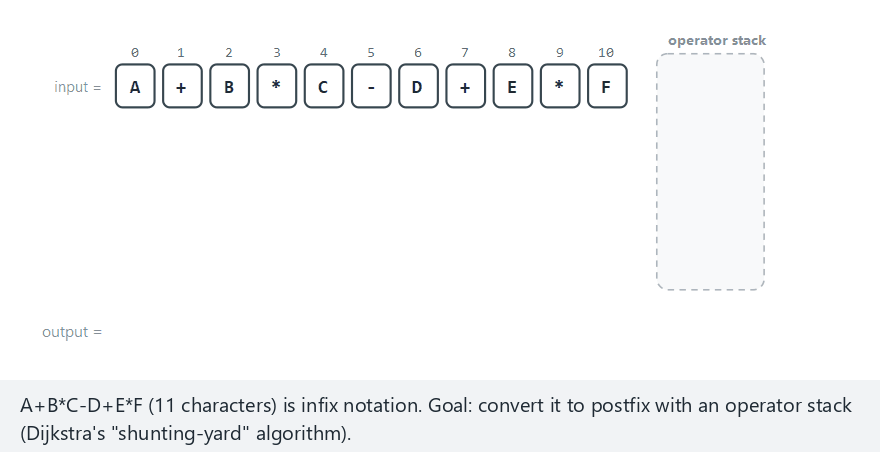 operator stack
0 1 2 3 4 5 6 7 8 9 10
input = A + B * C - D + E * F
output =
A+B*C-D+E*F (11 characters) is infix notation. Goal: convert it to postfix with an operator stack
(Dijkstra's "shunting-yard" algorithm).